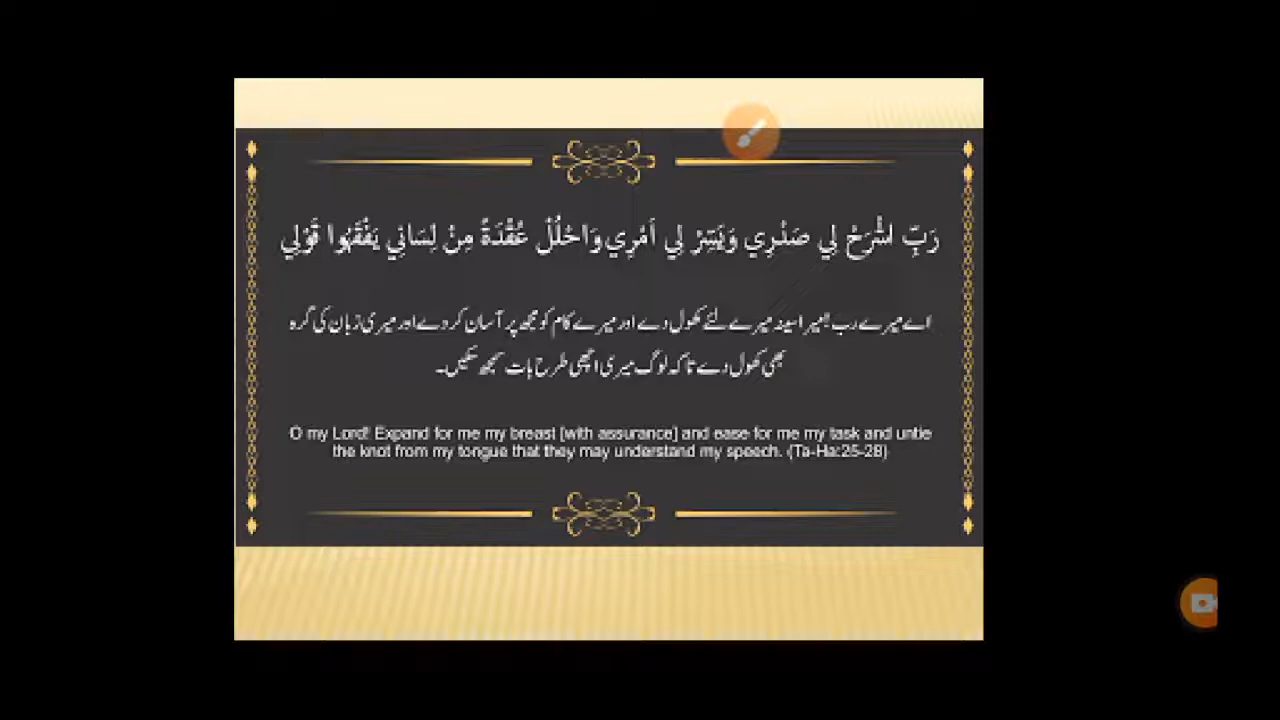 رَبِّ اشْرَحْ لِي صَدْرِي وَيَسِّرْ لِي أَمْرِي وَاحْلُلْ عُقْدَةً مِنْ لِسَانِي يَفْقَهُوا قَوْلِي
اے میرے رب! میرا سینہ میرے لئے کھول دے اور میرے کام کو مجھ پر آسان کر دے اور میری زبان کی گرہ
بھی کھول دے تاکہ لوگ میری اچھی طرح بات سمجھ سکیں۔
O my Lord! Expand for me my breast [with assurance] and ease for me my task and untie
the knot from my tongue that they may understand my speech. (Ta-Ha:25-28)